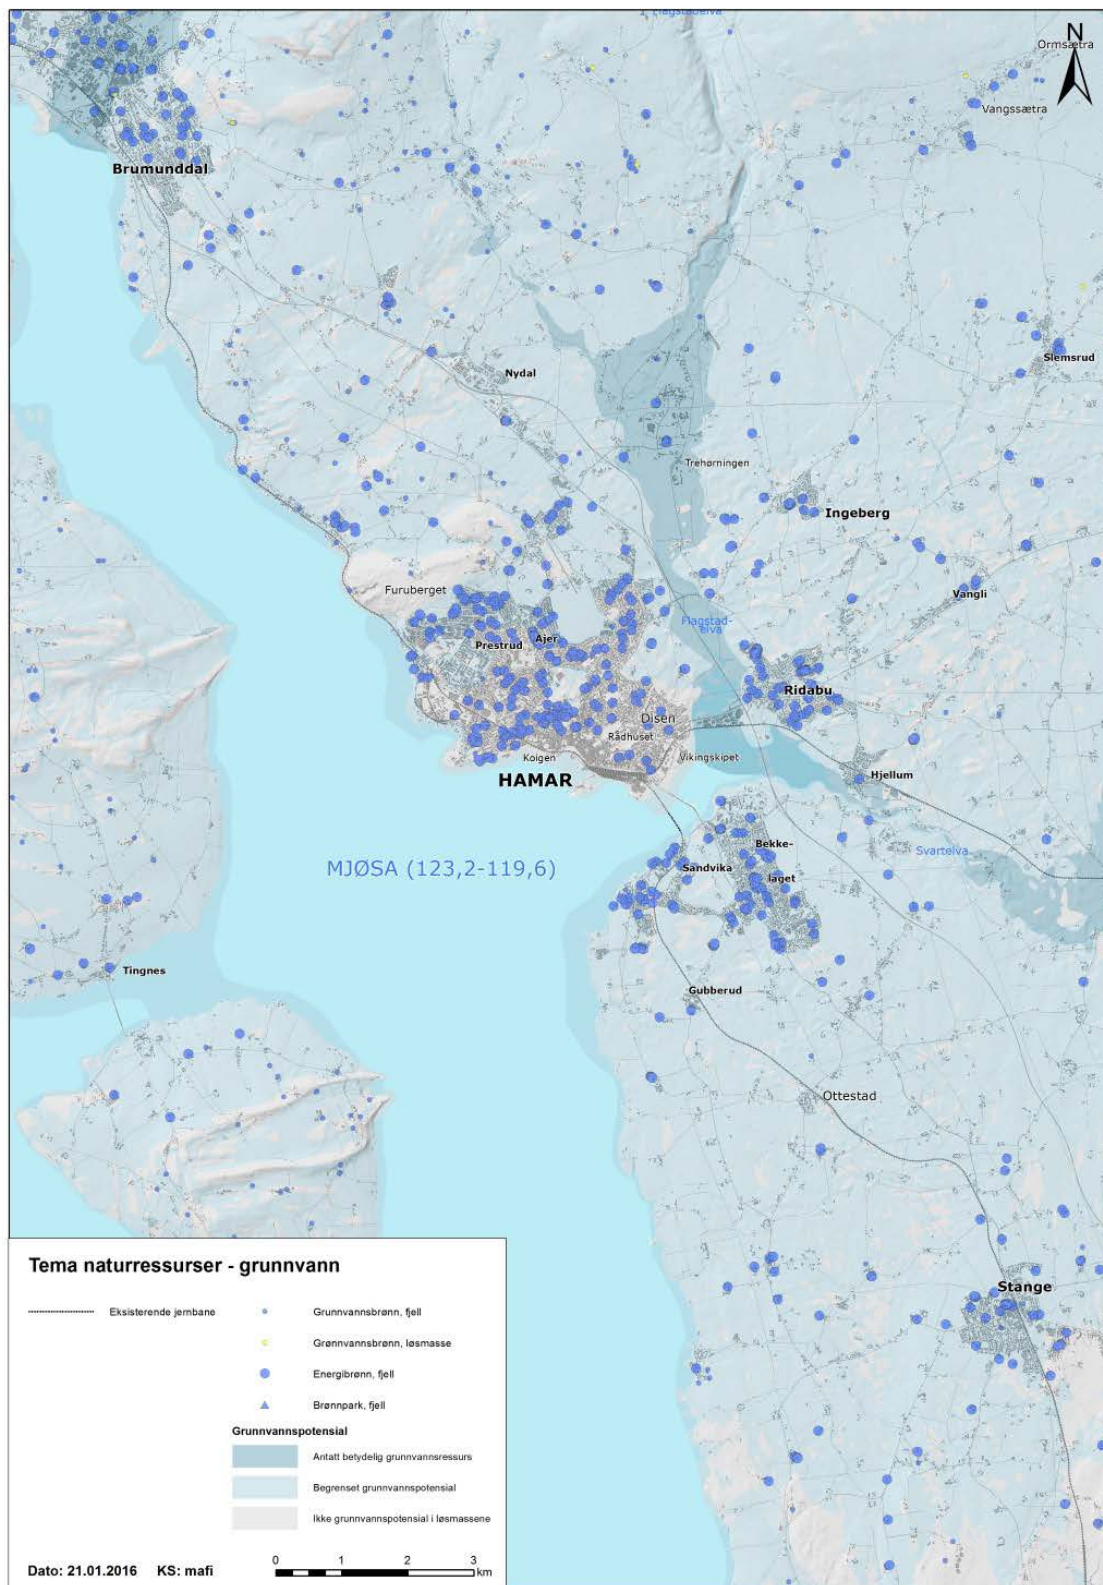 Flagstadelva
N
Ormsætra
Vangssætra
Brumunddal
Slemsrud
Nydal
Trehørningen
Ingeberg
Furuberget
Vangli
Flagstad-
elva
Prestrud
Ajer
Ridabu
Disen
Rådhuset
Koigen
Vikingskipet
HAMAR
Hjellum
Bekke-
laget
Svartelva
MJØSA (123,2-119,6)
Sandvika
Tingnes
Gubberud
Ottestad
Stange
Tema naturressurser - grunnvann
Eksisterende jernbane
Grunnvannsbrønn, fjell
Grønnvannsbrønn, løsmasse
Energibrønn, fjell
Brønnpark, fjell
Grunnvannspotensial
Antatt betydelig grunnvannsressurs
Begrenset grunnvannspotensial
Ikke grunnvannspotensial i løsmassene
Dato: 21.01.2016 KS: mafi
0 1 2 3
km